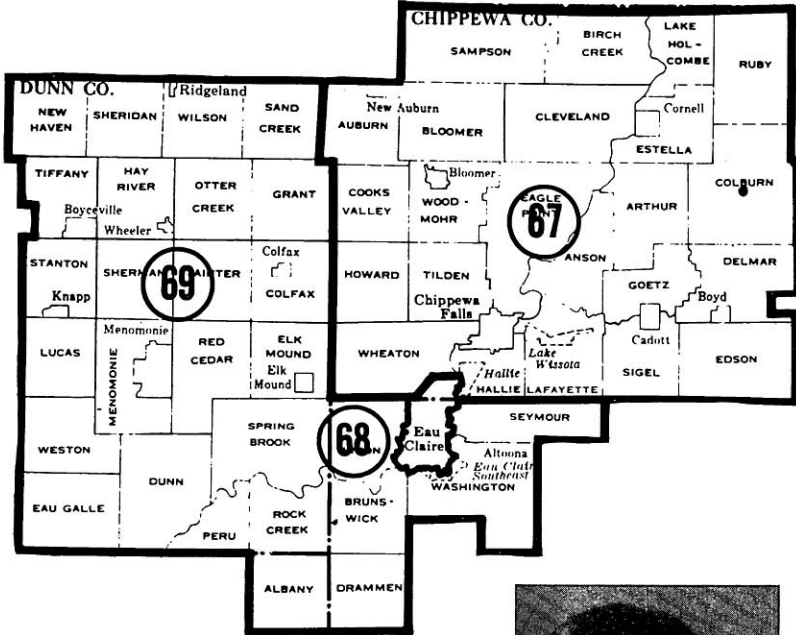 CHIPPEWA CO.
LAKE
HOL-
COMBE
BIRCH
CREEK
SAMPSON
RUBY
DUNN CO.
Ridgeland
NEW
HAVEN
SHERIDAN
WILSON
SAND
CREEK
New Auburn
AUBURN
BLOOMER
CLEVELAND
Cornell
ESTELLA
TIFFANY
HAY
RIVER
OTTER
CREEK
GRANT
COOKS
VALLEY
Bloomer
WOOD-
MOHR
EAGLE
POINT
67
ARTHUR
COLBURN
Boyceville
Wheeler
STANTON
SHERMAN
69
Colfax
COLFAX
HOWARD
TILDEN
ANSON
GOETZ
DELMAR
Knapp
Chippewa
Falls
Boyd
Cadott
LUCAS
Menomonie
MENOMONIE
RED
CEDAR
ELK
MOUND
Elk
Mound
WHEATON
Lake
Wissota
Hallie
HALLIE
LAFAYETTE
SIGEL
EDSON
SPRING
BROOK
68
Eau
Claire
SEYMOUR
Altoona
Eau Clair
Southeast
WASHINGTON
WESTON
DUNN
EAU GALLE
PERU
ROCK
CREEK
BRUNS-
WICK
ALBANY
DRAMMEN